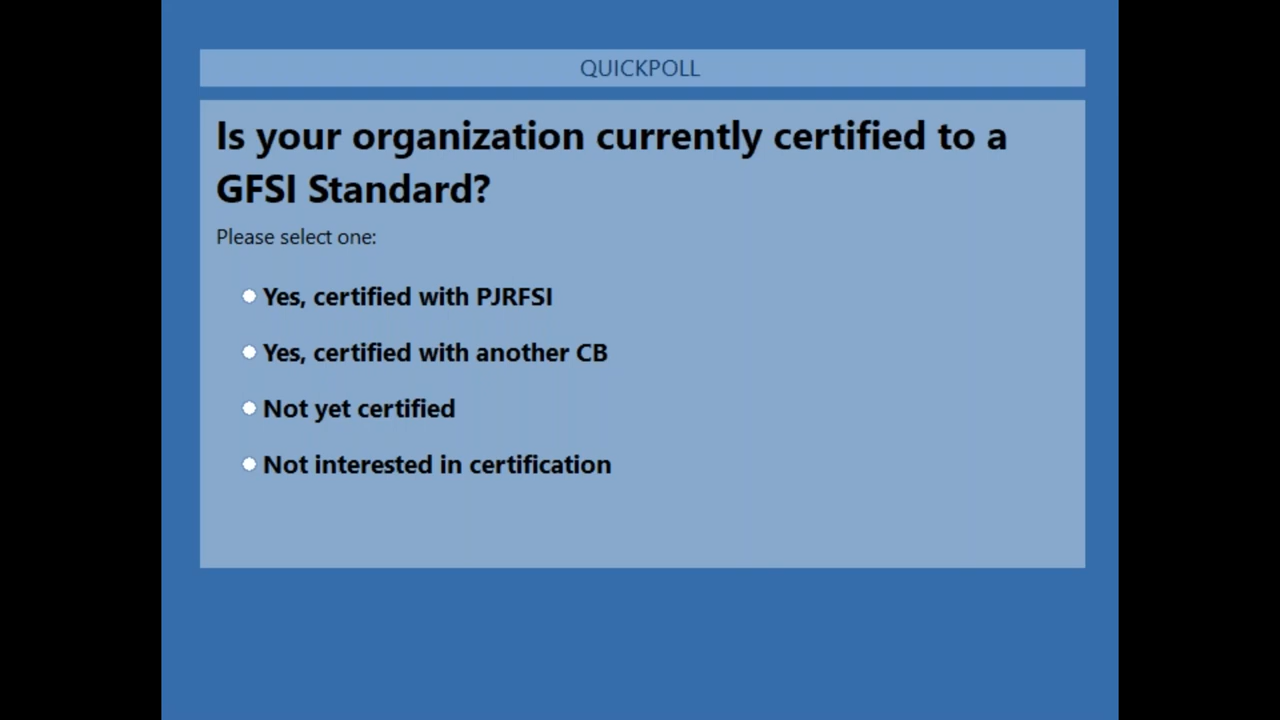 QUICKPOLL
Is your organization currently certified to a
GFSI Standard?
Please select one:
Yes, certified with PJRFSI
Yes, certified with another CB
Not yet certified
Not interested in certification